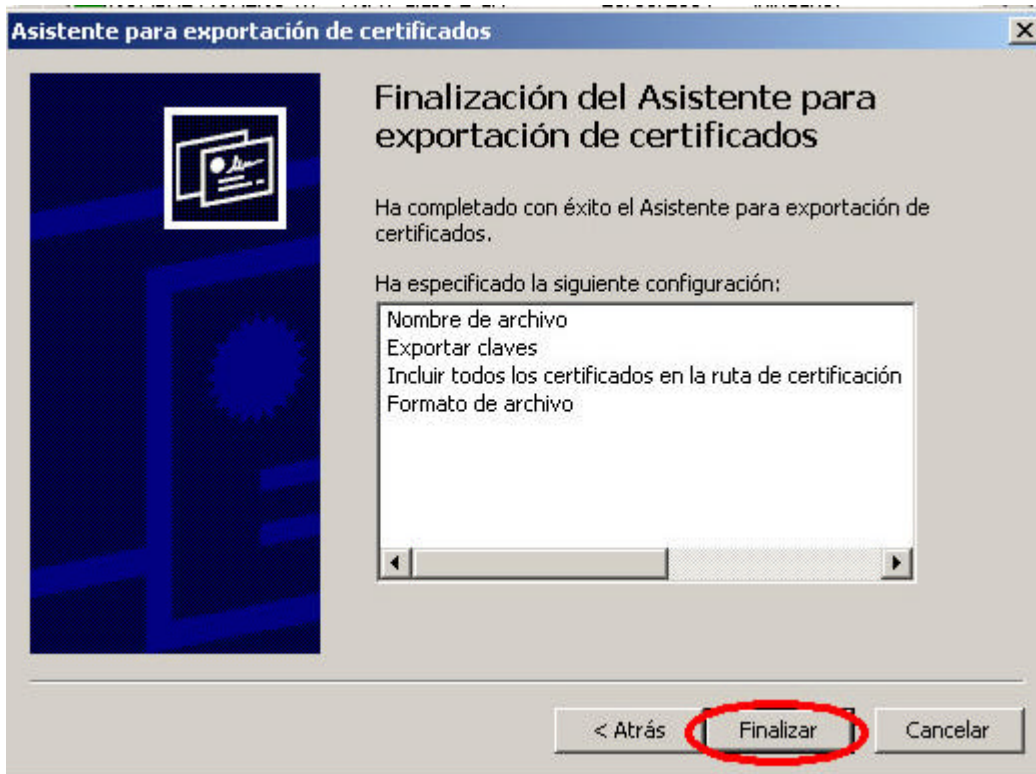 Asistente para exportación de certificados
Finalización del Asistente para
exportación de certificados
Ha completado con éxito el Asistente para exportación de
certificados.
Ha especificado la siguiente configuración:
Nombre de archivo
Exportar claves
Incluir todos los certificados en la ruta de certificación
Formato de archivo
< Atrás
Finalizar
Cancelar